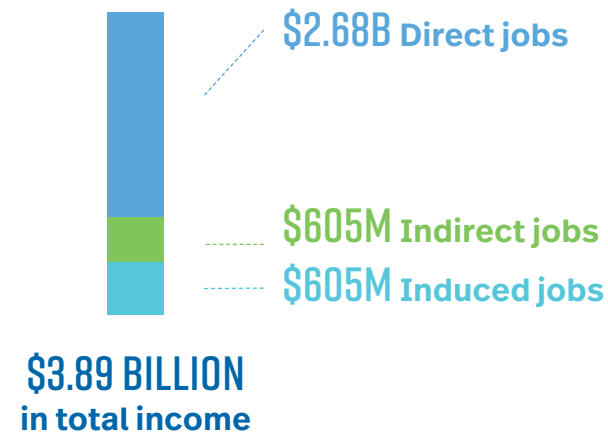 $2.68B Direct jobs
$605M Indirect jobs
$605M Induced jobs
$3.89 BILLION
in total income